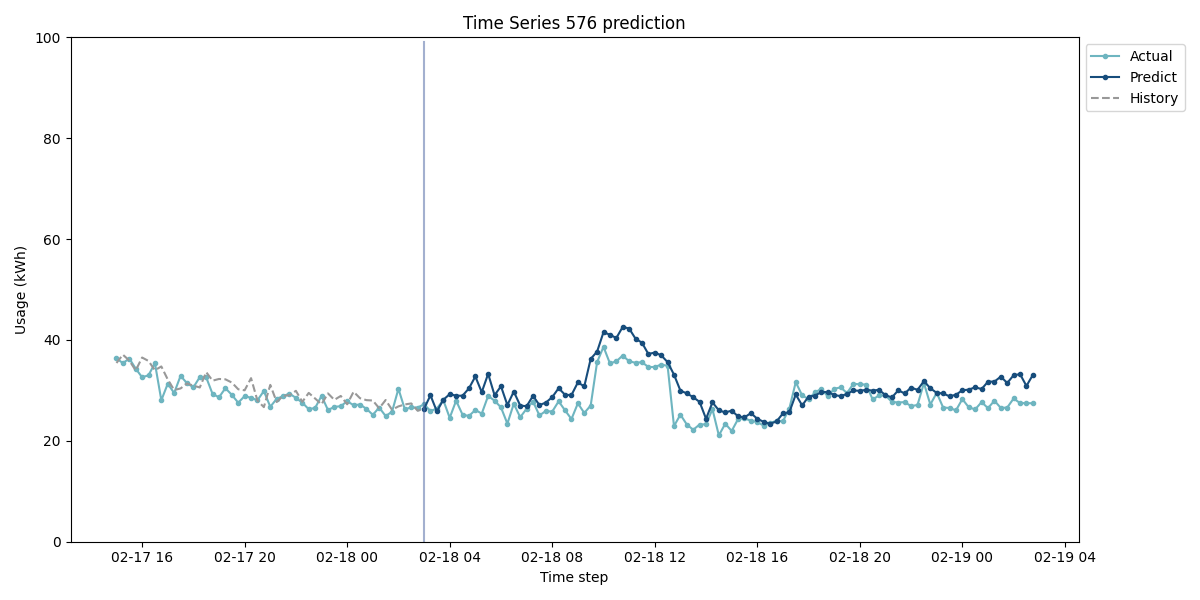 Time Series 576 prediction
Usage (kWh)
100
80
60
40
20
0
02-17 16
02-17 20
02-18 00
02-18 04
02-18 08
02-18 12
02-18 16
02-18 20
02-19 00
02-19 04
Time step
Actual
Predict
History